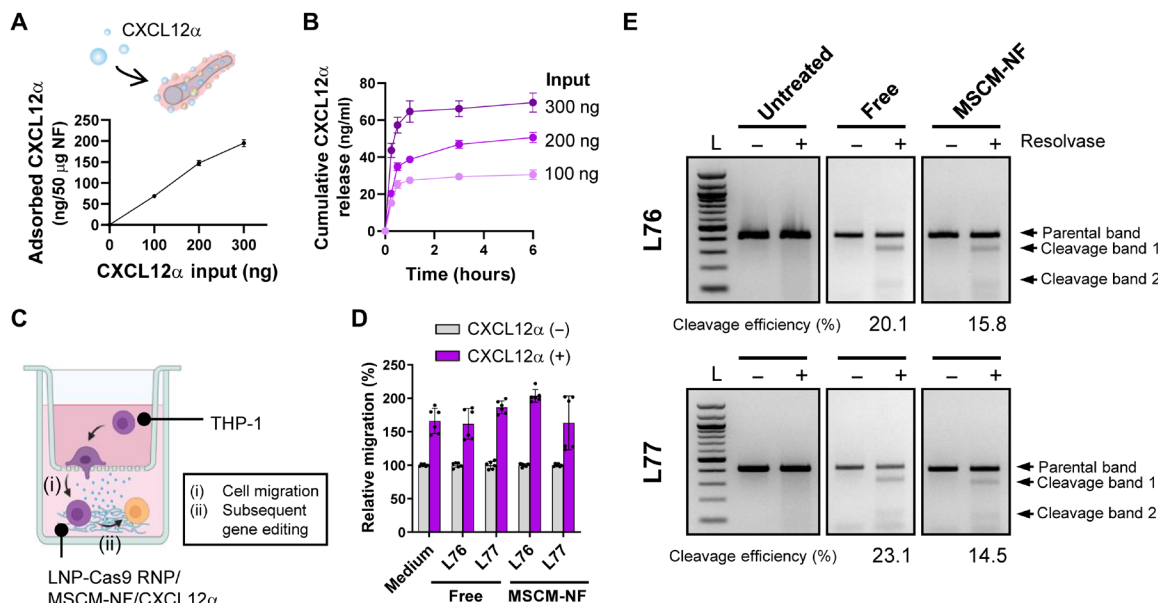 A
CXCL12α
Adsorbed CXCL12α
(ng/50 µg NF)
250
200
150
100
50
0
0 100 200 300
CXCL12α input (ng)
B
Cumulative CXCL12α
release (ng/ml)
80
60
40
20
0
0 2 4 6
Time (hours)
Input
300 ng
200 ng
100 ng
C
THP-1
(i)
(ii)
(i) Cell migration
(ii) Subsequent
gene editing
LNP-Cas9 RNP/
MSCM-NF/CXCL12α
D
CXCL12α (−)
CXCL12α (+)
Relative migration (%)
250
200
150
100
50
0
Medium L76 L77 L76 L77
Free MSCM-NF
E
Untreated Free MSCM-NF
L − + − + − + Resolvase
L76
Parental band
Cleavage band 1
Cleavage band 2
Cleavage efficiency (%) 20.1 15.8
L − + − + − +
L77
Parental band
Cleavage band 1
Cleavage band 2
Cleavage efficiency (%) 23.1 14.5